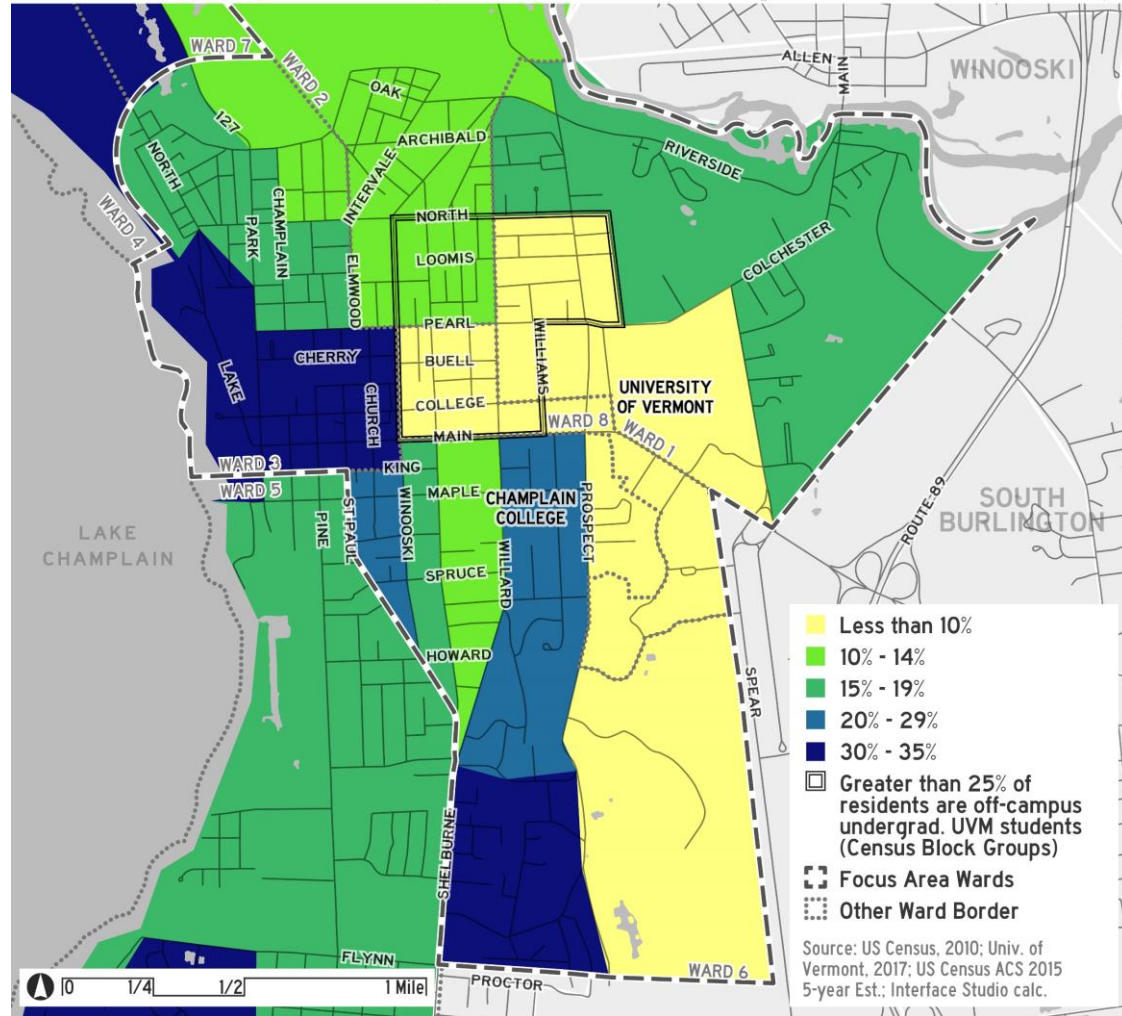 WARD 7
WARD 2
ALLEN
MAIN
WINOOSKI
OAK
127
NORTH
ARCHIBALD
RIVERSIDE
INTERVALE
CHAMPLAIN
PARK
WARD 4
NORTH
LOOMIS
COLCHESTER
ELMWOOD
PEARL
WILLIAMS
CHERRY
BUELL
LAKE
CHURCH
UNIVERSITY
OF VERMONT
COLLEGE
WARD 8
WARD 1
MAIN
WARD 3
KING
WARD 5
MAPLE
CHAMPLAIN
COLLEGE
PROSPECT
WINOOSKI
ST PAUL
PINE
SOUTH
BURLINGTON
ROUTE 89
LAKE
CHAMPLAIN
SPRUCE
WILLARD
HOWARD
SPEAR
SHELBURNE
FLYNN
PROCTOR
WARD 6
Less than 10%
10% - 14%
15% - 19%
20% - 29%
30% - 35%
Greater than 25% of
residents are off-campus
undergrad. UVM students
(Census Block Groups)
Focus Area Wards
Other Ward Border
Source: US Census, 2010; Univ. of
Vermont, 2017; US Census ACS 2015
5-year Est.; Interface Studio calc.
0 1/4 1/2 1 Mile